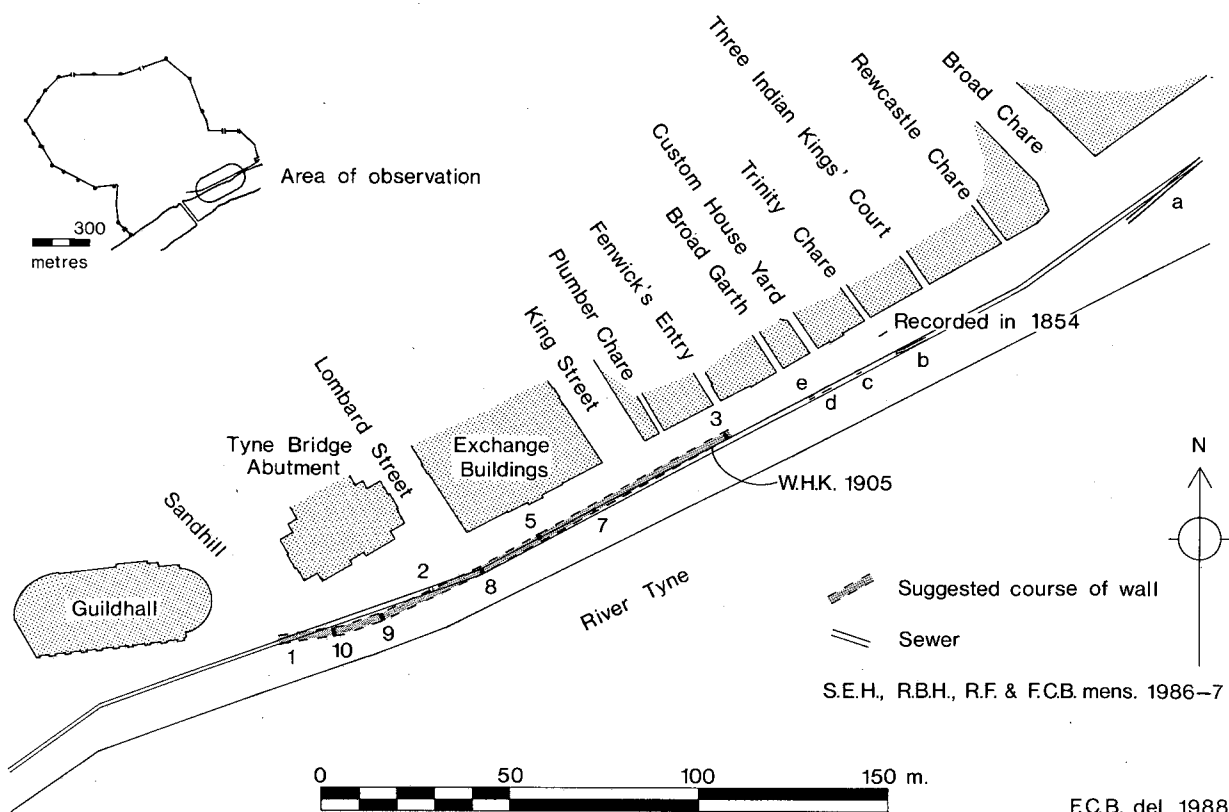 Area of observation
300
metres
Three Indian Kings' Court
Rewcastle Chare
Broad Chare
Custom House Yard
Trinity Chare
Broad Garth
Fenwick's Entry
Plumber Chare
King Street
Lombard Street
Tyne Bridge
Abutment
Exchange
Buildings
Sandhill
Guildhall
a
Recorded in 1854
b
c
d
e
3
W.H.K. 1905
5
7
2
8
9
10
1
River Tyne
N
Suggested course of wall
Sewer
S.E.H., R.B.H., R.F. & F.C.B. mens. 1986–7
0 50 100 150 m.
F.C.B. del. 1988